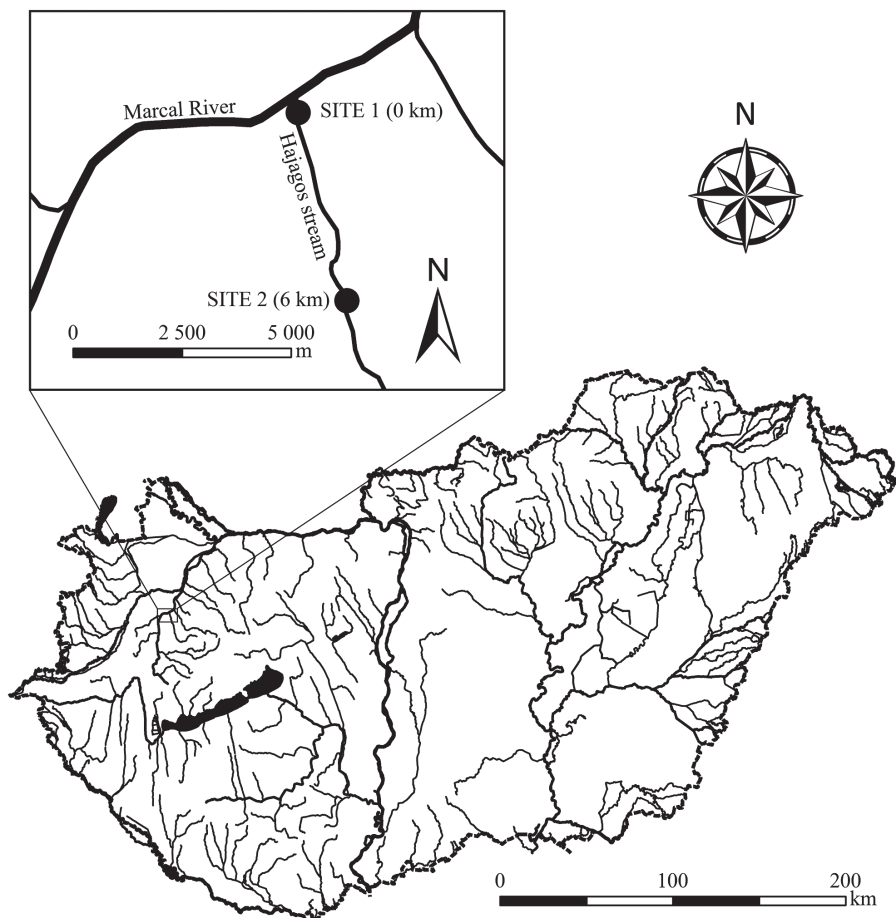 Marcal River
SITE 1 (0 km)
Hajagos stream
SITE 2 (6 km)
N
0 2 500 5 000
m
N
0 100 200
km